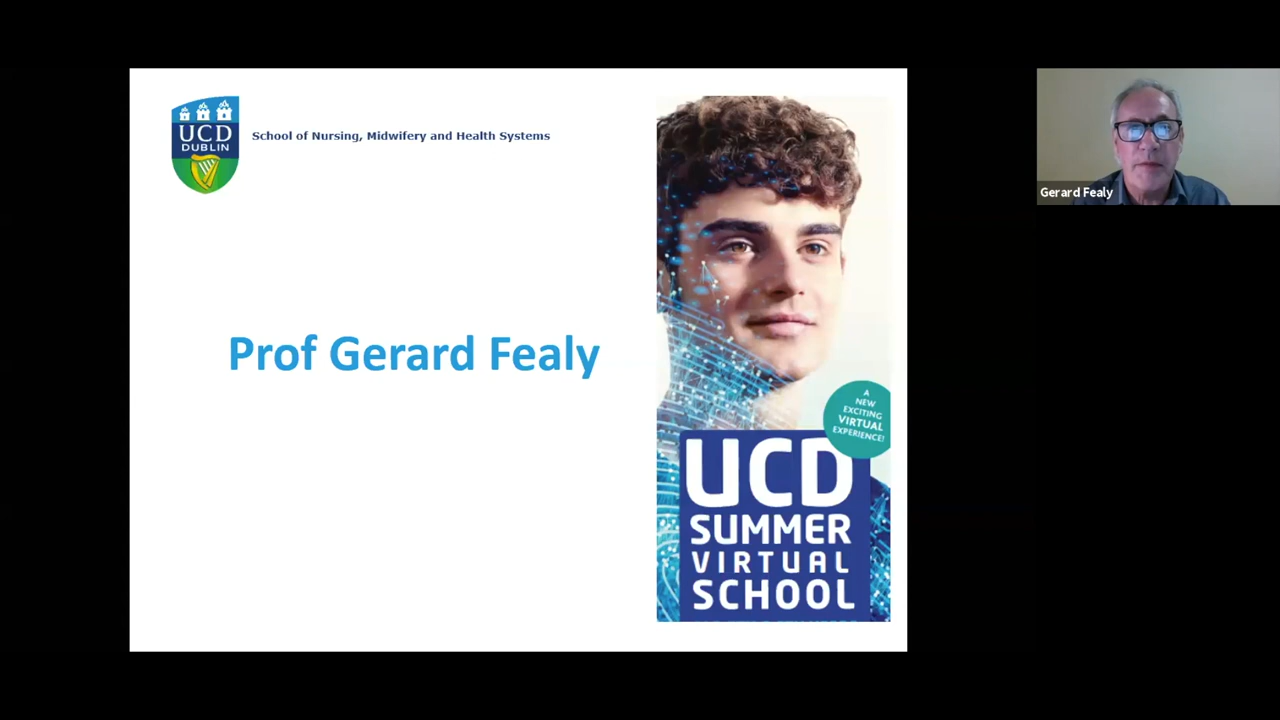 UCD
DUBLIN
School of Nursing, Midwifery and Health Systems
Prof Gerard Fealy
A
NEW
EXCITING
VIRTUAL
EXPERIENCE!
UCD
SUMMER
VIRTUAL
SCHOOL
Gerard Fealy